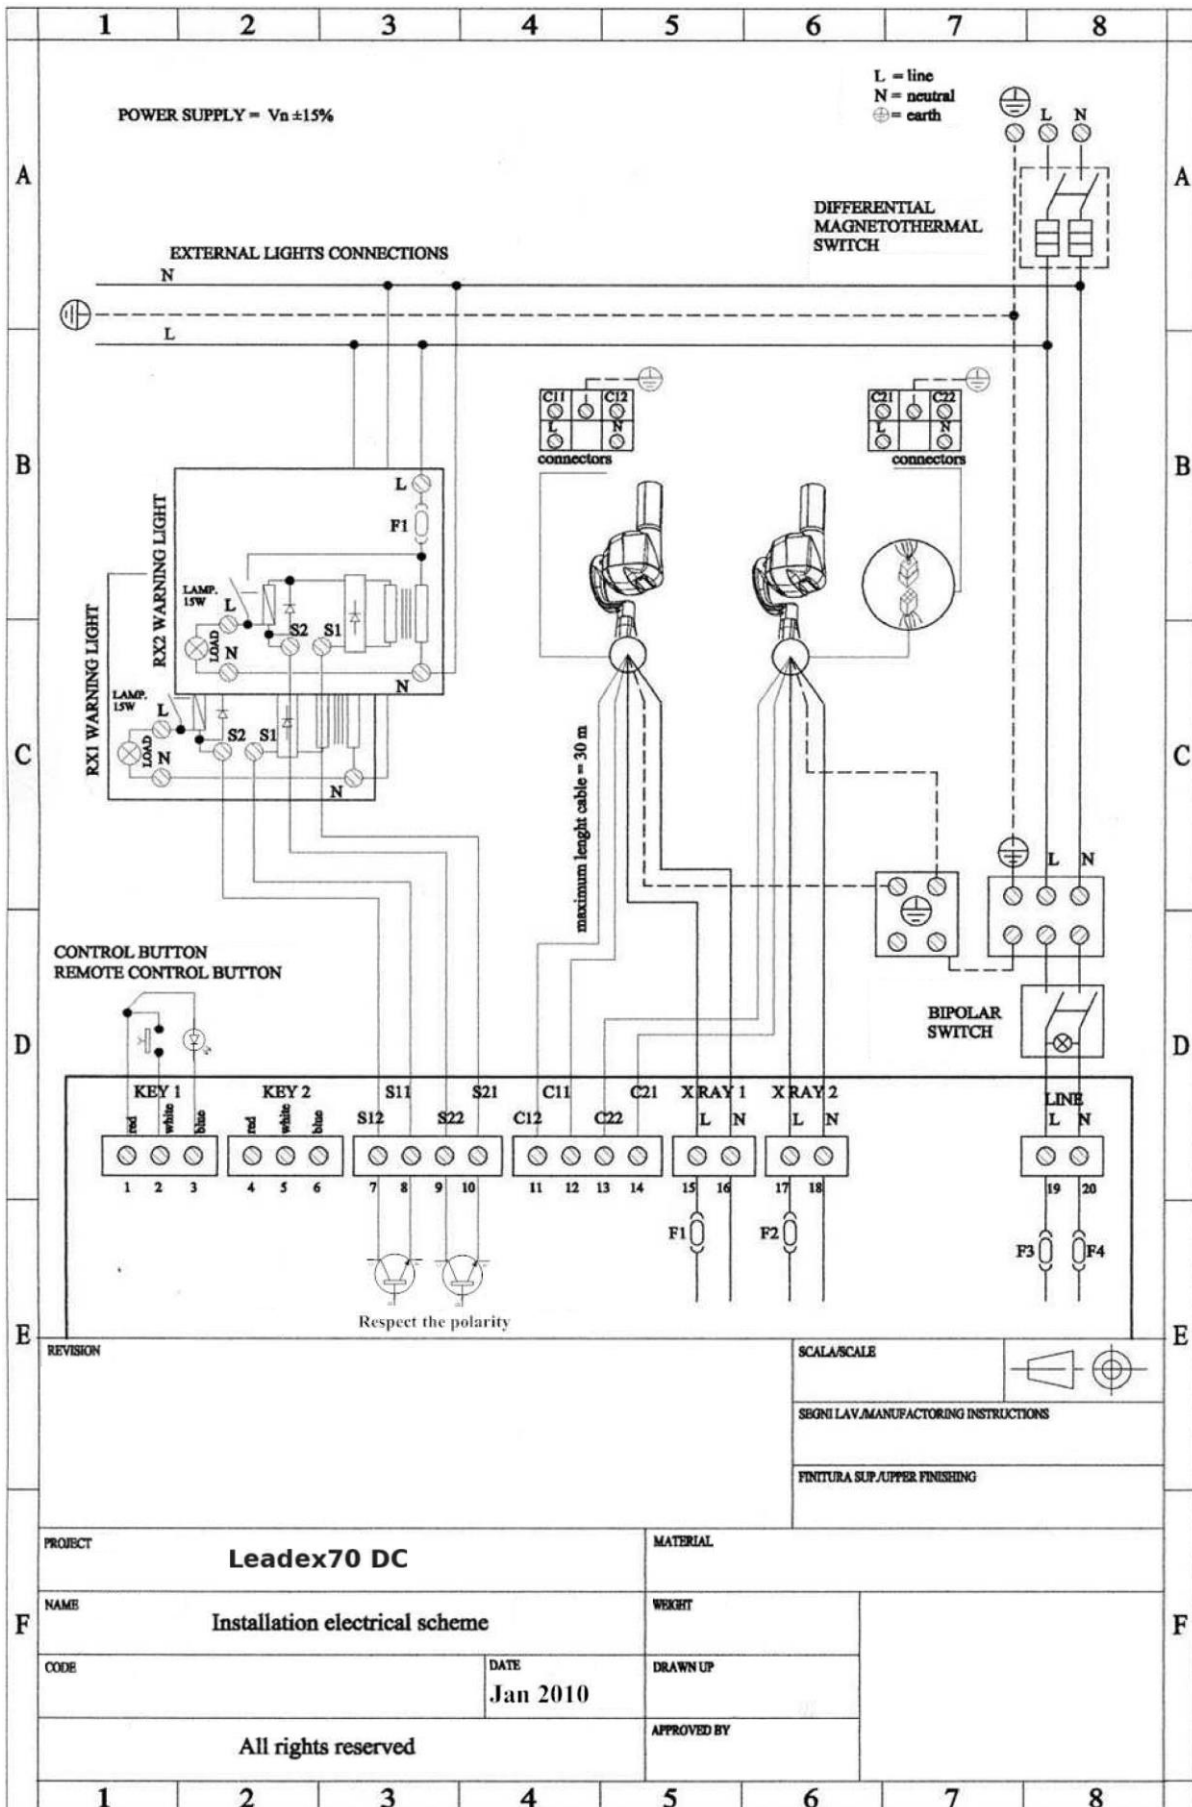 1 2 3 4 5 6 7 8
L = line
N = neutral
= earth
POWER SUPPLY = Vn ±15%
L N
A A
DIFFERENTIAL
MAGNETOTHERMAL
SWITCH
EXTERNAL LIGHTS CONNECTIONS
N
L
C11 C12
L N
connectors
C21 C22
L N
connectors
B B
RX2 WARNING LIGHT
L
F1
LAMP.
15W
L
LOAD
S2 S1
N
N
RX1 WARNING LIGHT
LAMP.
15W
L
LOAD
S2 S1
N
N
C C
maximum lenght cable = 30 m
L N
CONTROL BUTTON
REMOTE CONTROL BUTTON
BIPOLAR
SWITCH
D D
KEY 1 KEY 2 S11 S21 C11 C21 X RAY 1 X RAY 2 LINE
red white blue red white blue S12 S22 C12 C22 L N L N L N
1 2 3 4 5 6 7 8 9 10 11 12 13 14 15 16 17 18 19 20
F1 F2 F3 F4
Respect the polarity
E E
REVISION
SCALA/SCALE
SEGNI LAV./MANUFACTORING INSTRUCTIONS
FINITURA SUP./UPPER FINISHING
PROJECT
Leadex70 DC
MATERIAL
NAME
Installation electrical scheme
WEIGHT
F F
CODE
DATE
Jan 2010
DRAWN UP
All rights reserved
APPROVED BY
1 2 3 4 5 6 7 8